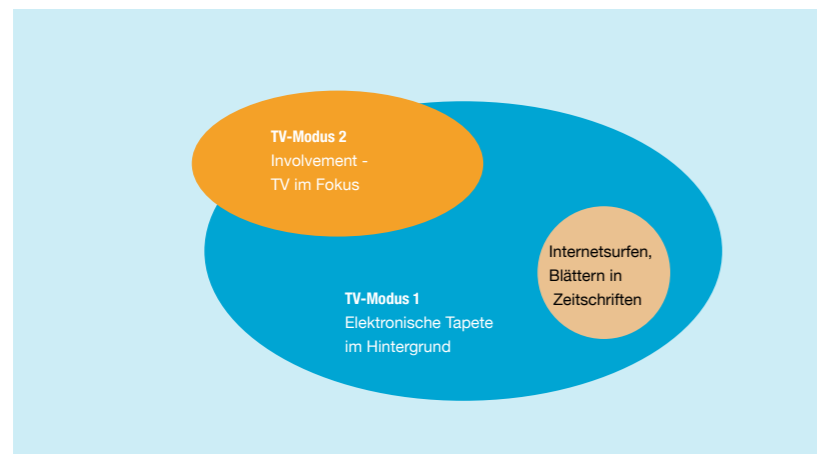 TV-Modus 2
Involvement -
TV im Fokus
Internetsurfen,
Blättern in
Zeitschriften
TV-Modus 1
Elektronische Tapete
im Hintergrund